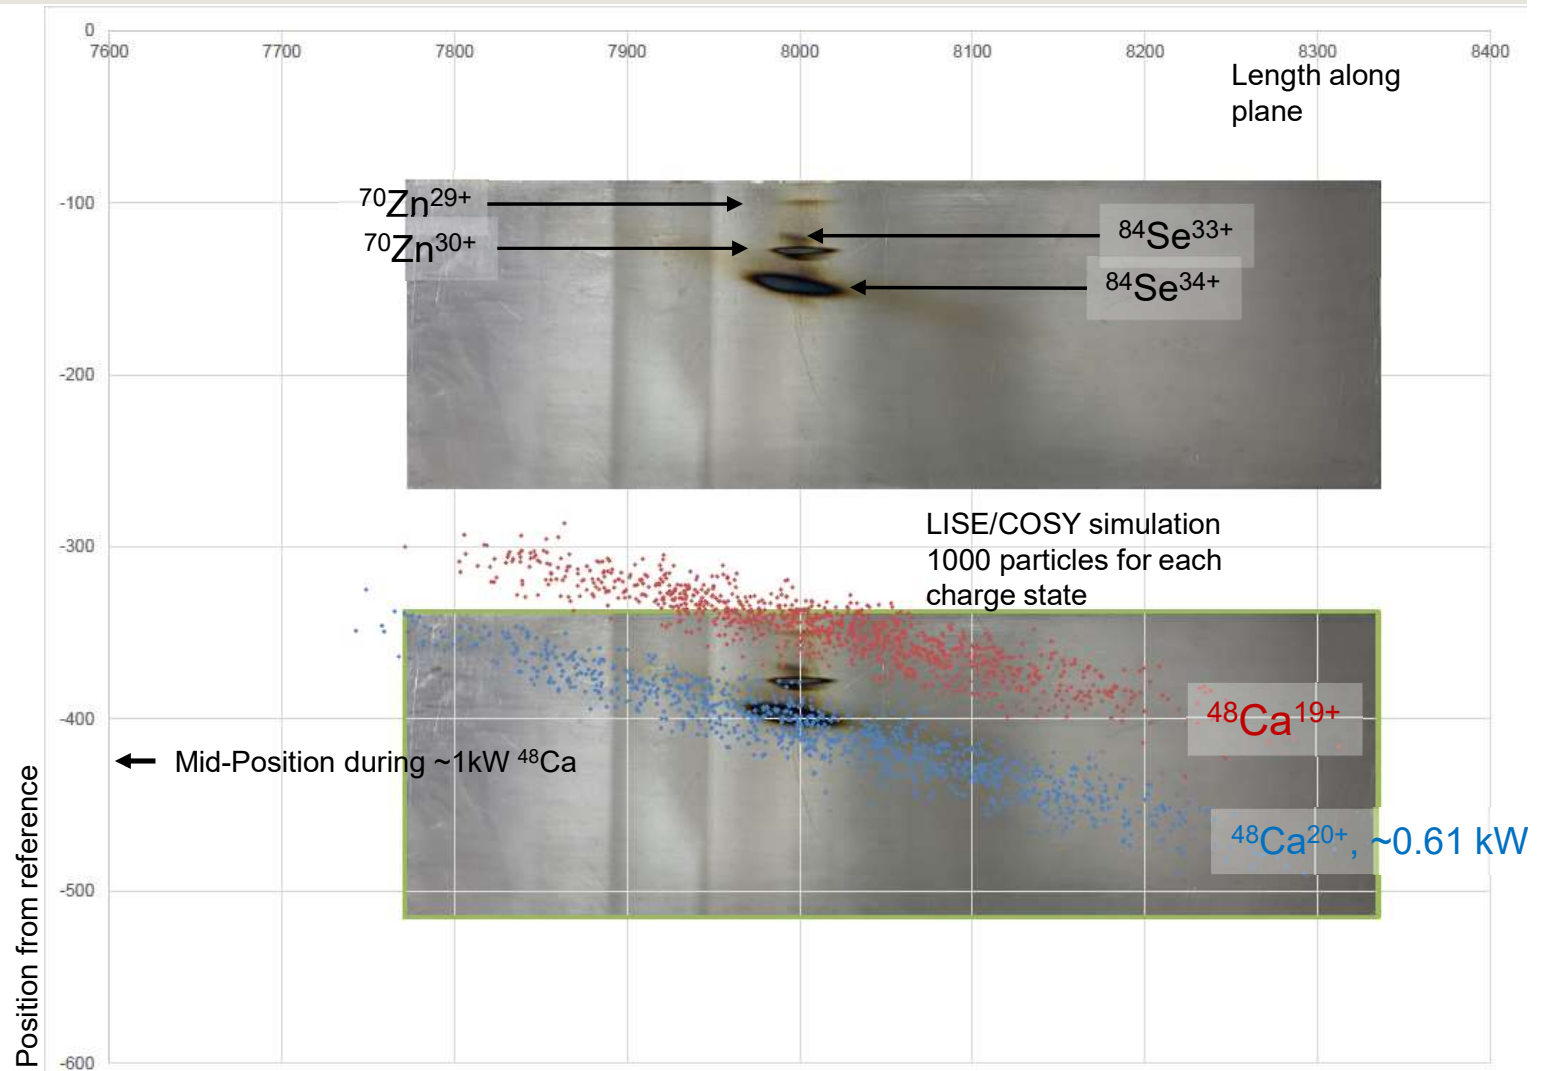 0
7600 7700 7800 7900 8000 8100 8200 8300 8400
Length along
plane
-100
⁷⁰Zn²⁹⁺
⁷⁰Zn³⁰⁺
⁸⁴Se³³⁺
⁸⁴Se³⁴⁺
-200
LISE/COSY simulation
1000 particles for each
charge state
-300
-400
⁴⁸Ca¹⁹⁺
Mid-Position during ~1kW ⁴⁸Ca
⁴⁸Ca²⁰⁺, ~0.61 kW
-500
-600
Position from reference